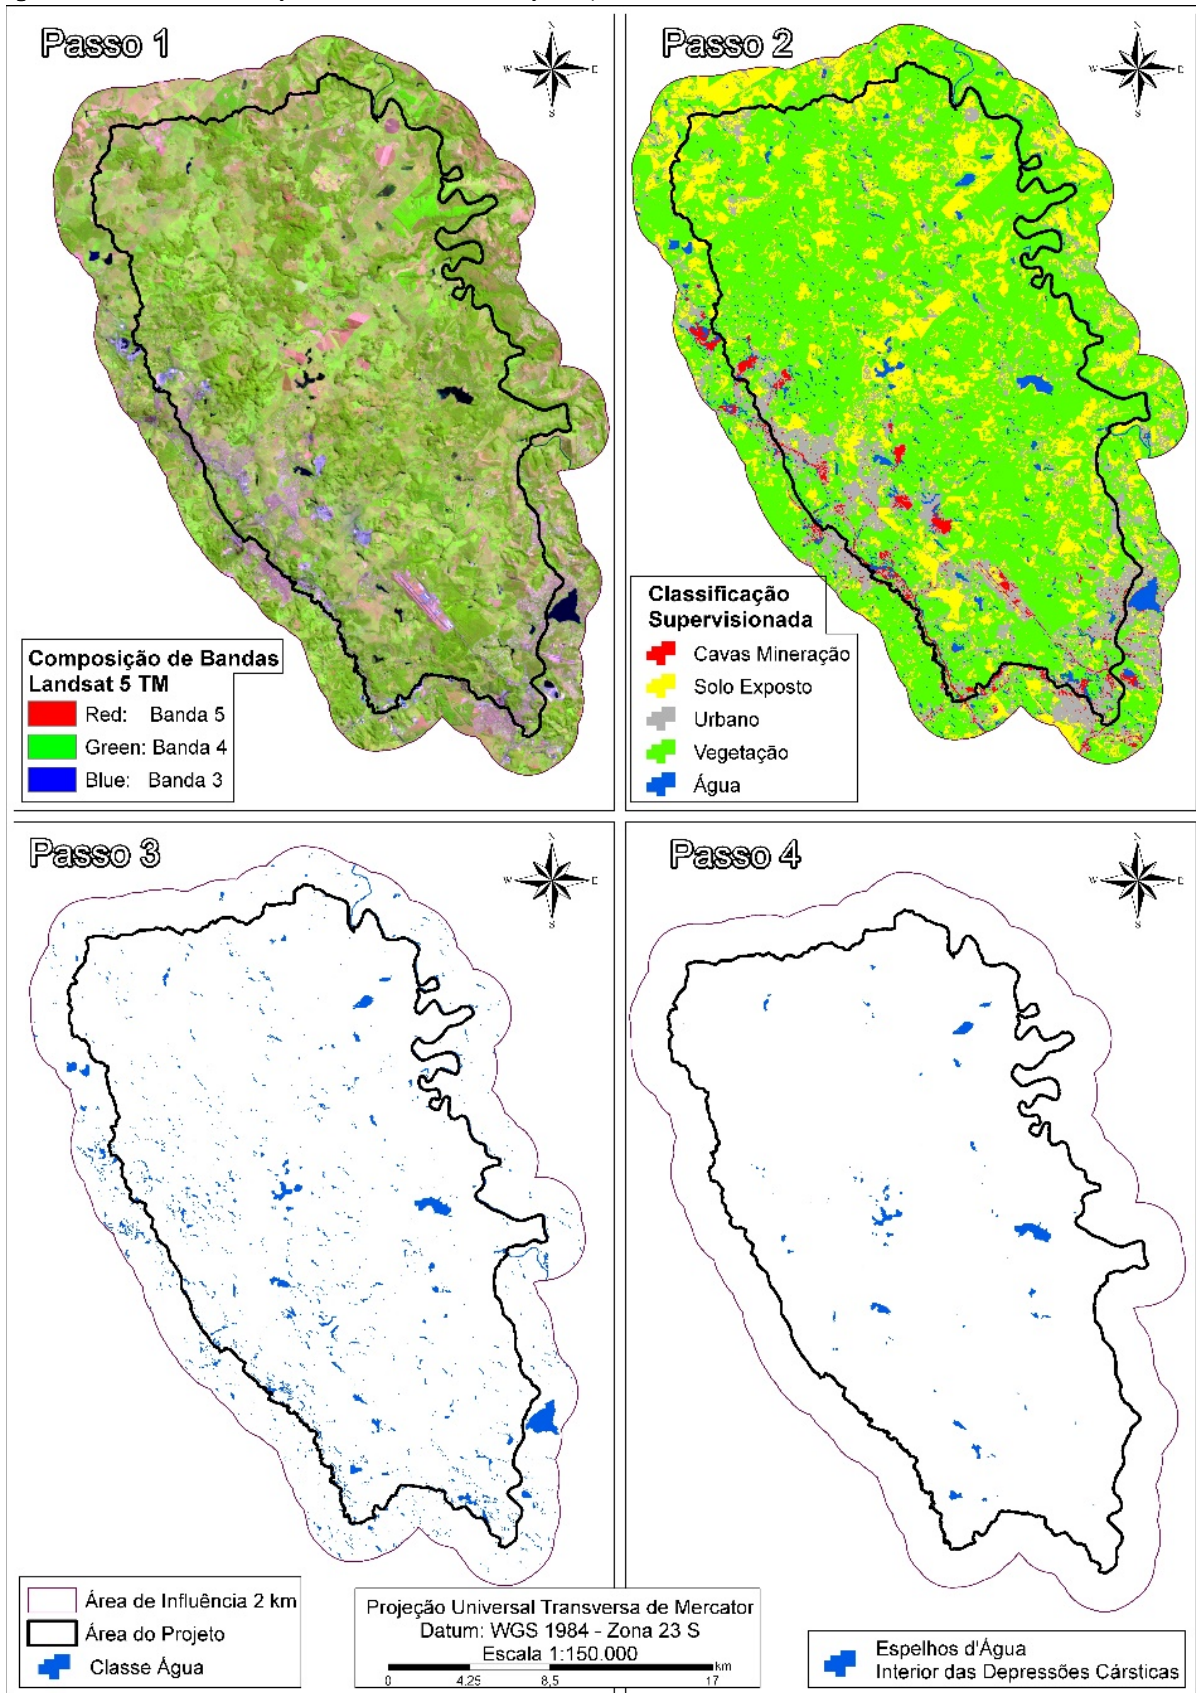 Passo 1
N
W
E
S
Composição de Bandas
Landsat 5 TM
Red: Banda 5
Green: Banda 4
Blue: Banda 3
Passo 2
N
W
E
S
Classificação
Supervisionada
Cavas Mineração
Solo Exposto
Urbano
Vegetação
Água
Passo 3
N
W
E
S
Área de Influência 2 km
Área do Projeto
Classe Água
Projeção Universal Transversa de Mercator
Datum: WGS 1984 - Zona 23 S
Escala 1:150.000
km
0 4,25 8,5 17
Passo 4
N
W
E
S
Espelhos d'Água
Interior das Depressões Cársticas